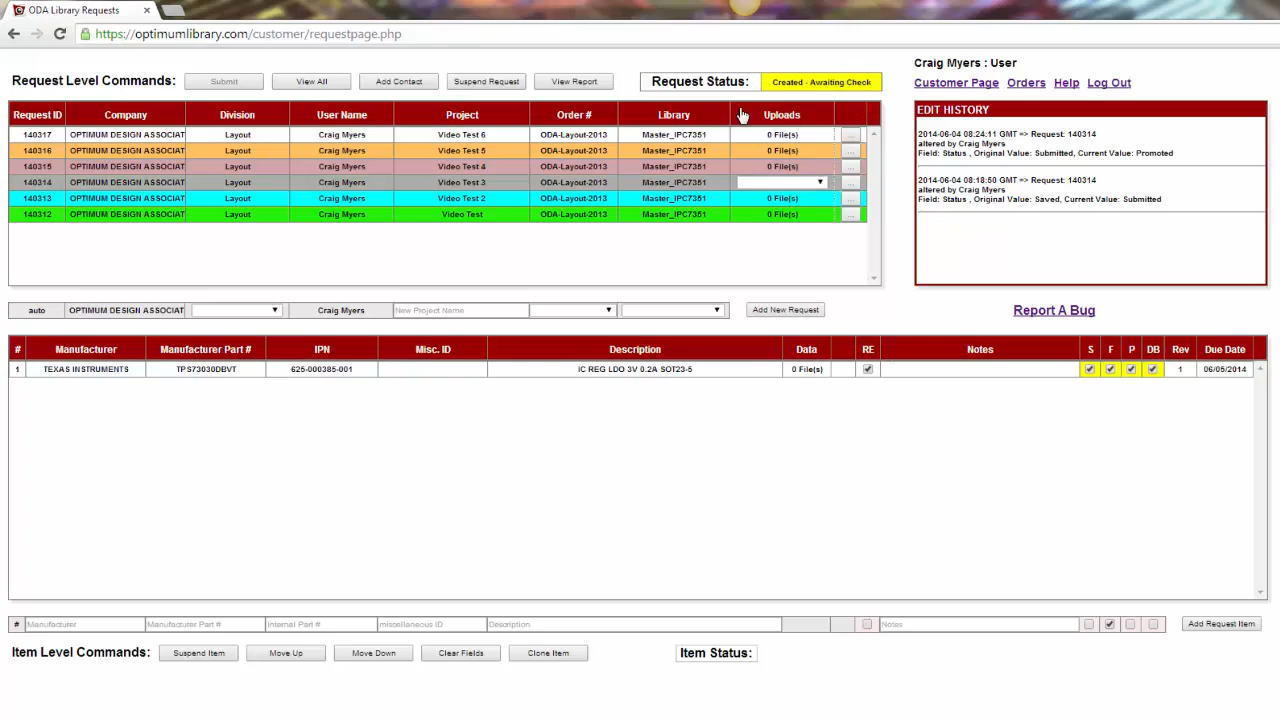 ODA Library Requests
https://optimumlibrary.com/customer/requestpage.php
Request Level Commands: Submit View All Add Contact Suspend Request View Report Request Status: Created - Awaiting Check
Craig Myers : User
Customer Page Orders Help Log Out
Request ID Company Division User Name Project Order # Library Uploads
140317 OPTIMUM DESIGN ASSOCIAT Layout Craig Myers Video Test 6 ODA-Layout-2013 Master_IPC7351 0 File(s) ...
140316 OPTIMUM DESIGN ASSOCIAT Layout Craig Myers Video Test 5 ODA-Layout-2013 Master_IPC7351 0 File(s) ...
140315 OPTIMUM DESIGN ASSOCIAT Layout Craig Myers Video Test 4 ODA-Layout-2013 Master_IPC7351 0 File(s) ...
140314 OPTIMUM DESIGN ASSOCIAT Layout Craig Myers Video Test 3 ODA-Layout-2013 Master_IPC7351 ...
140313 OPTIMUM DESIGN ASSOCIAT Layout Craig Myers Video Test 2 ODA-Layout-2013 Master_IPC7351 0 File(s) ...
140312 OPTIMUM DESIGN ASSOCIAT Layout Craig Myers Video Test ODA-Layout-2013 Master_IPC7351 0 File(s) ...
EDIT HISTORY
2014-06-04 08:24:11 GMT => Request: 140314
altered by Craig Myers
Field: Status , Original Value: Submitted, Current Value: Promoted
2014-06-04 08:18:50 GMT => Request: 140314
altered by Craig Myers
Field: Status , Original Value: Saved, Current Value: Submitted
auto OPTIMUM DESIGN ASSOCIAT Craig Myers New Project Name Add New Request
Report A Bug
# Manufacturer Manufacturer Part # IPN Misc. ID Description Data RE Notes S F P DB Rev Due Date
1 TEXAS INSTRUMENTS TPS73030DBVT 625-000385-001 IC REG LDO 3V 0.2A SOT23-5 0 File(s) 1 06/05/2014
# Manufacturer Manufacturer Part # Internal Part # miscellaneous ID Description Notes Add Request Item
Item Level Commands: Suspend Item Move Up Move Down Clear Fields Clone Item Item Status: